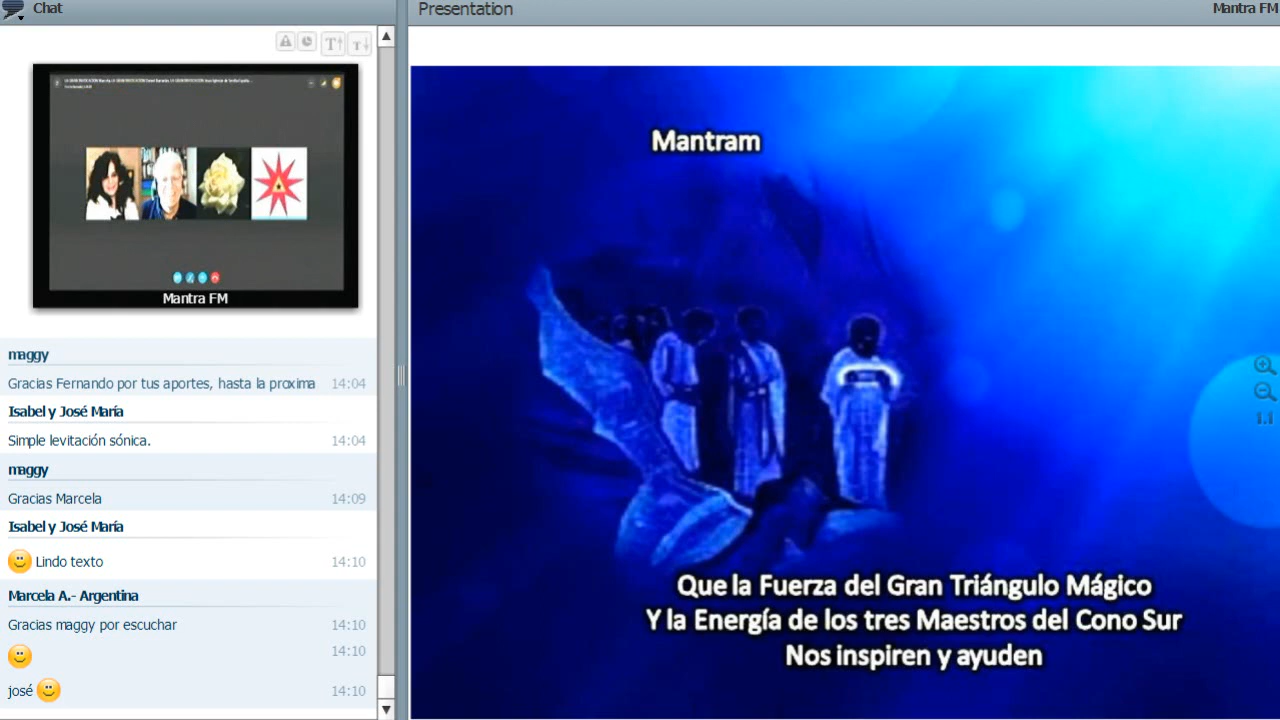 Chat
Mantra FM
maggy
Gracias Fernando por tus aportes, hasta la proxima 14:04
Isabel y José María
Simple levitación sónica. 14:04
maggy
Gracias Marcela 14:09
Isabel y José María
Lindo texto 14:10
Marcela A.- Argentina
Gracias maggy por escuchar 14:10
14:10
josé 14:10
Presentation Mantra FM
Mantram
Que la Fuerza del Gran Triángulo Mágico
Y la Energía de los tres Maestros del Cono Sur
Nos inspiren y ayuden
1.1